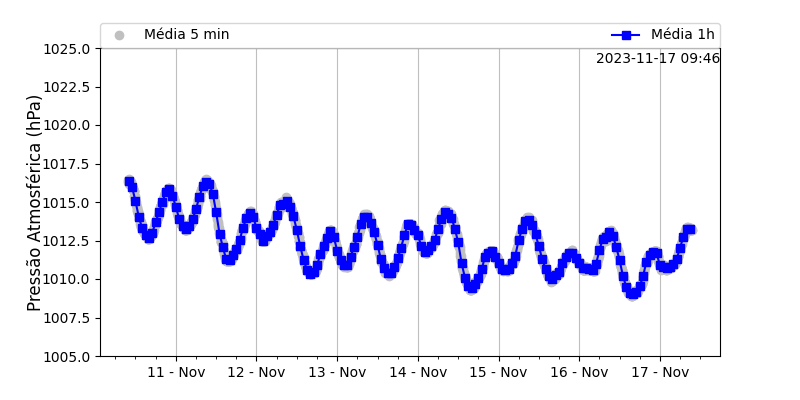 Média 5 min
Média 1h
2023-11-17 09:46
Pressão Atmosférica (hPa)
1025.0
1022.5
1020.0
1017.5
1015.0
1012.5
1010.0
1007.5
1005.0
11 - Nov
12 - Nov
13 - Nov
14 - Nov
15 - Nov
16 - Nov
17 - Nov